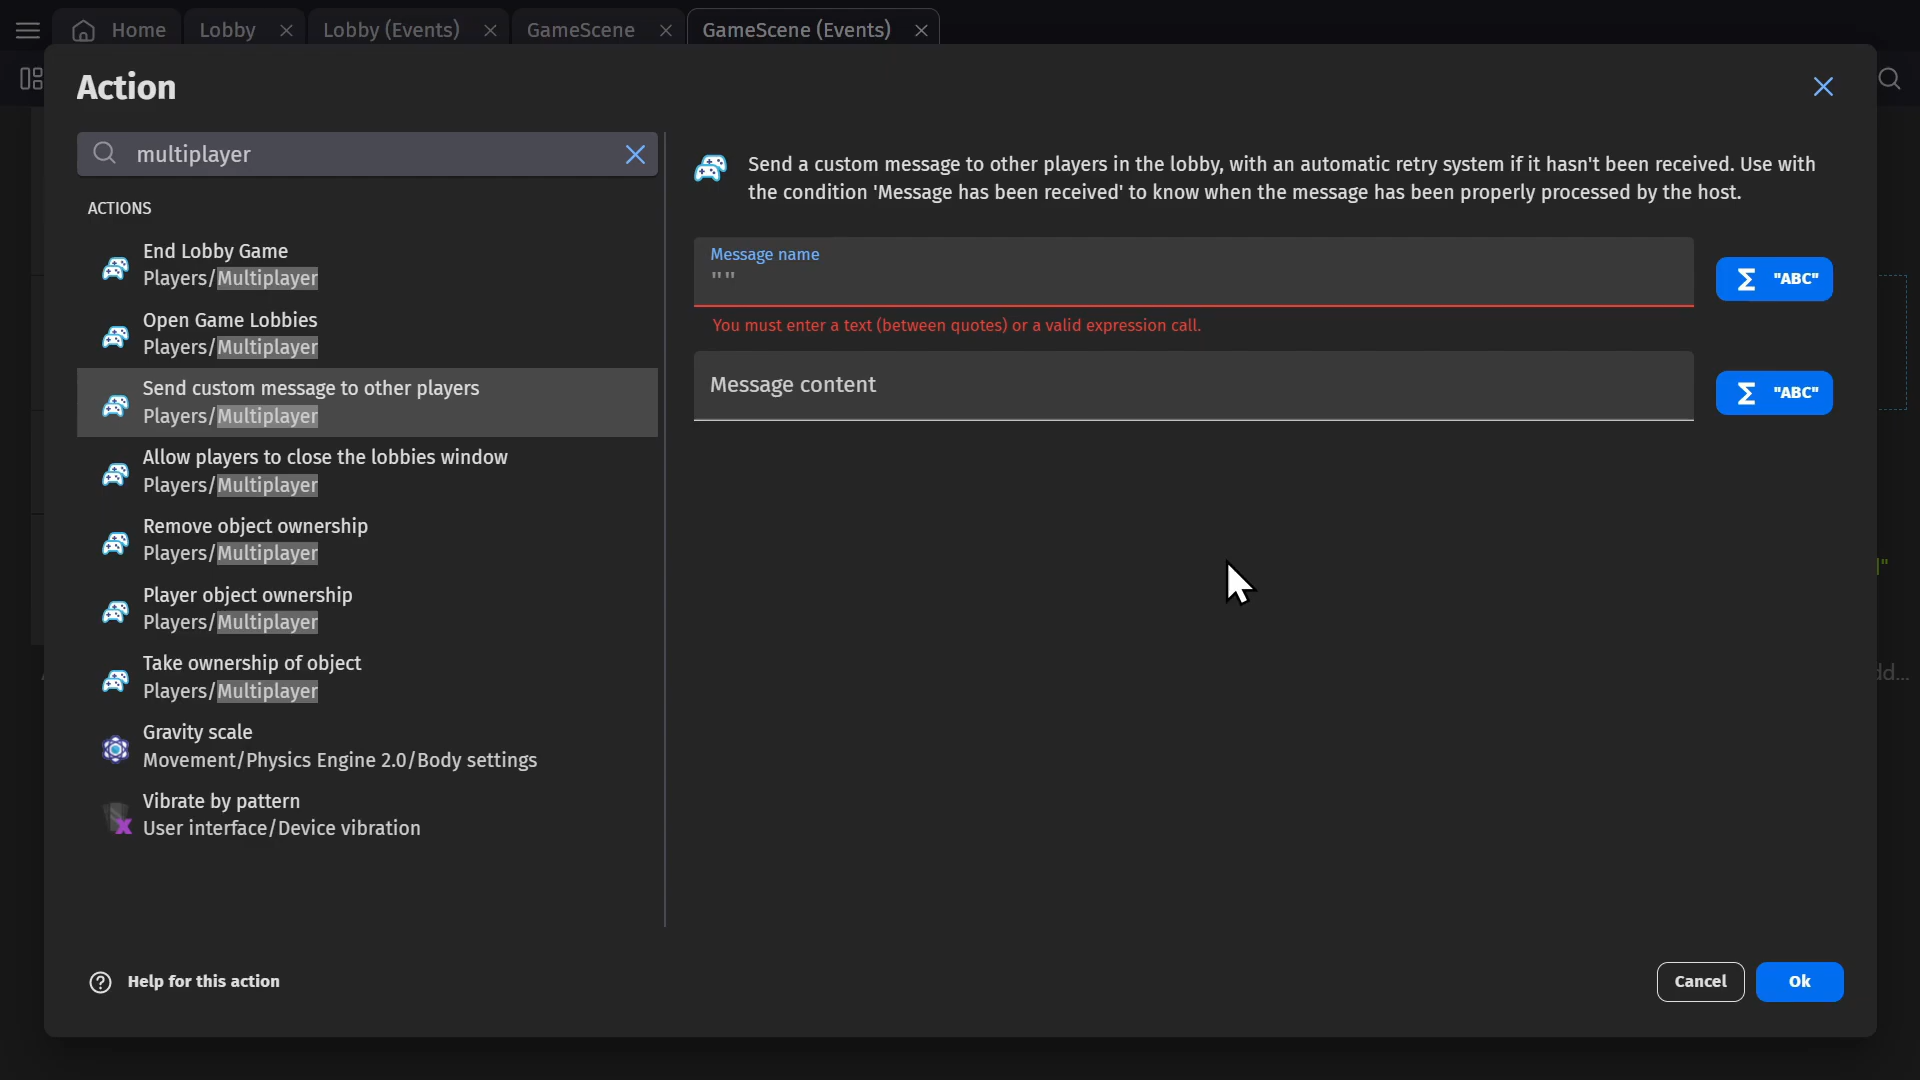 Home
Lobby
Lobby (Events)
GameScene
GameScene (Events)
Action
multiplayer
ACTIONS
End Lobby Game
Players/Multiplayer
Open Game Lobbies
Players/Multiplayer
Send custom message to other players
Players/Multiplayer
Allow players to close the lobbies window
Players/Multiplayer
Remove object ownership
Players/Multiplayer
Player object ownership
Players/Multiplayer
Take ownership of object
Players/Multiplayer
Gravity scale
Movement/Physics Engine 2.0/Body settings
Vibrate by pattern
User interface/Device vibration
Send a custom message to other players in the lobby, with an automatic retry system if it hasn't been received. Use with
the condition 'Message has been received' to know when the message has been properly processed by the host.
Message name
""
Σ "ABC"
You must enter a text (between quotes) or a valid expression call.
Message content
Σ "ABC"
Help for this action
Cancel
Ok